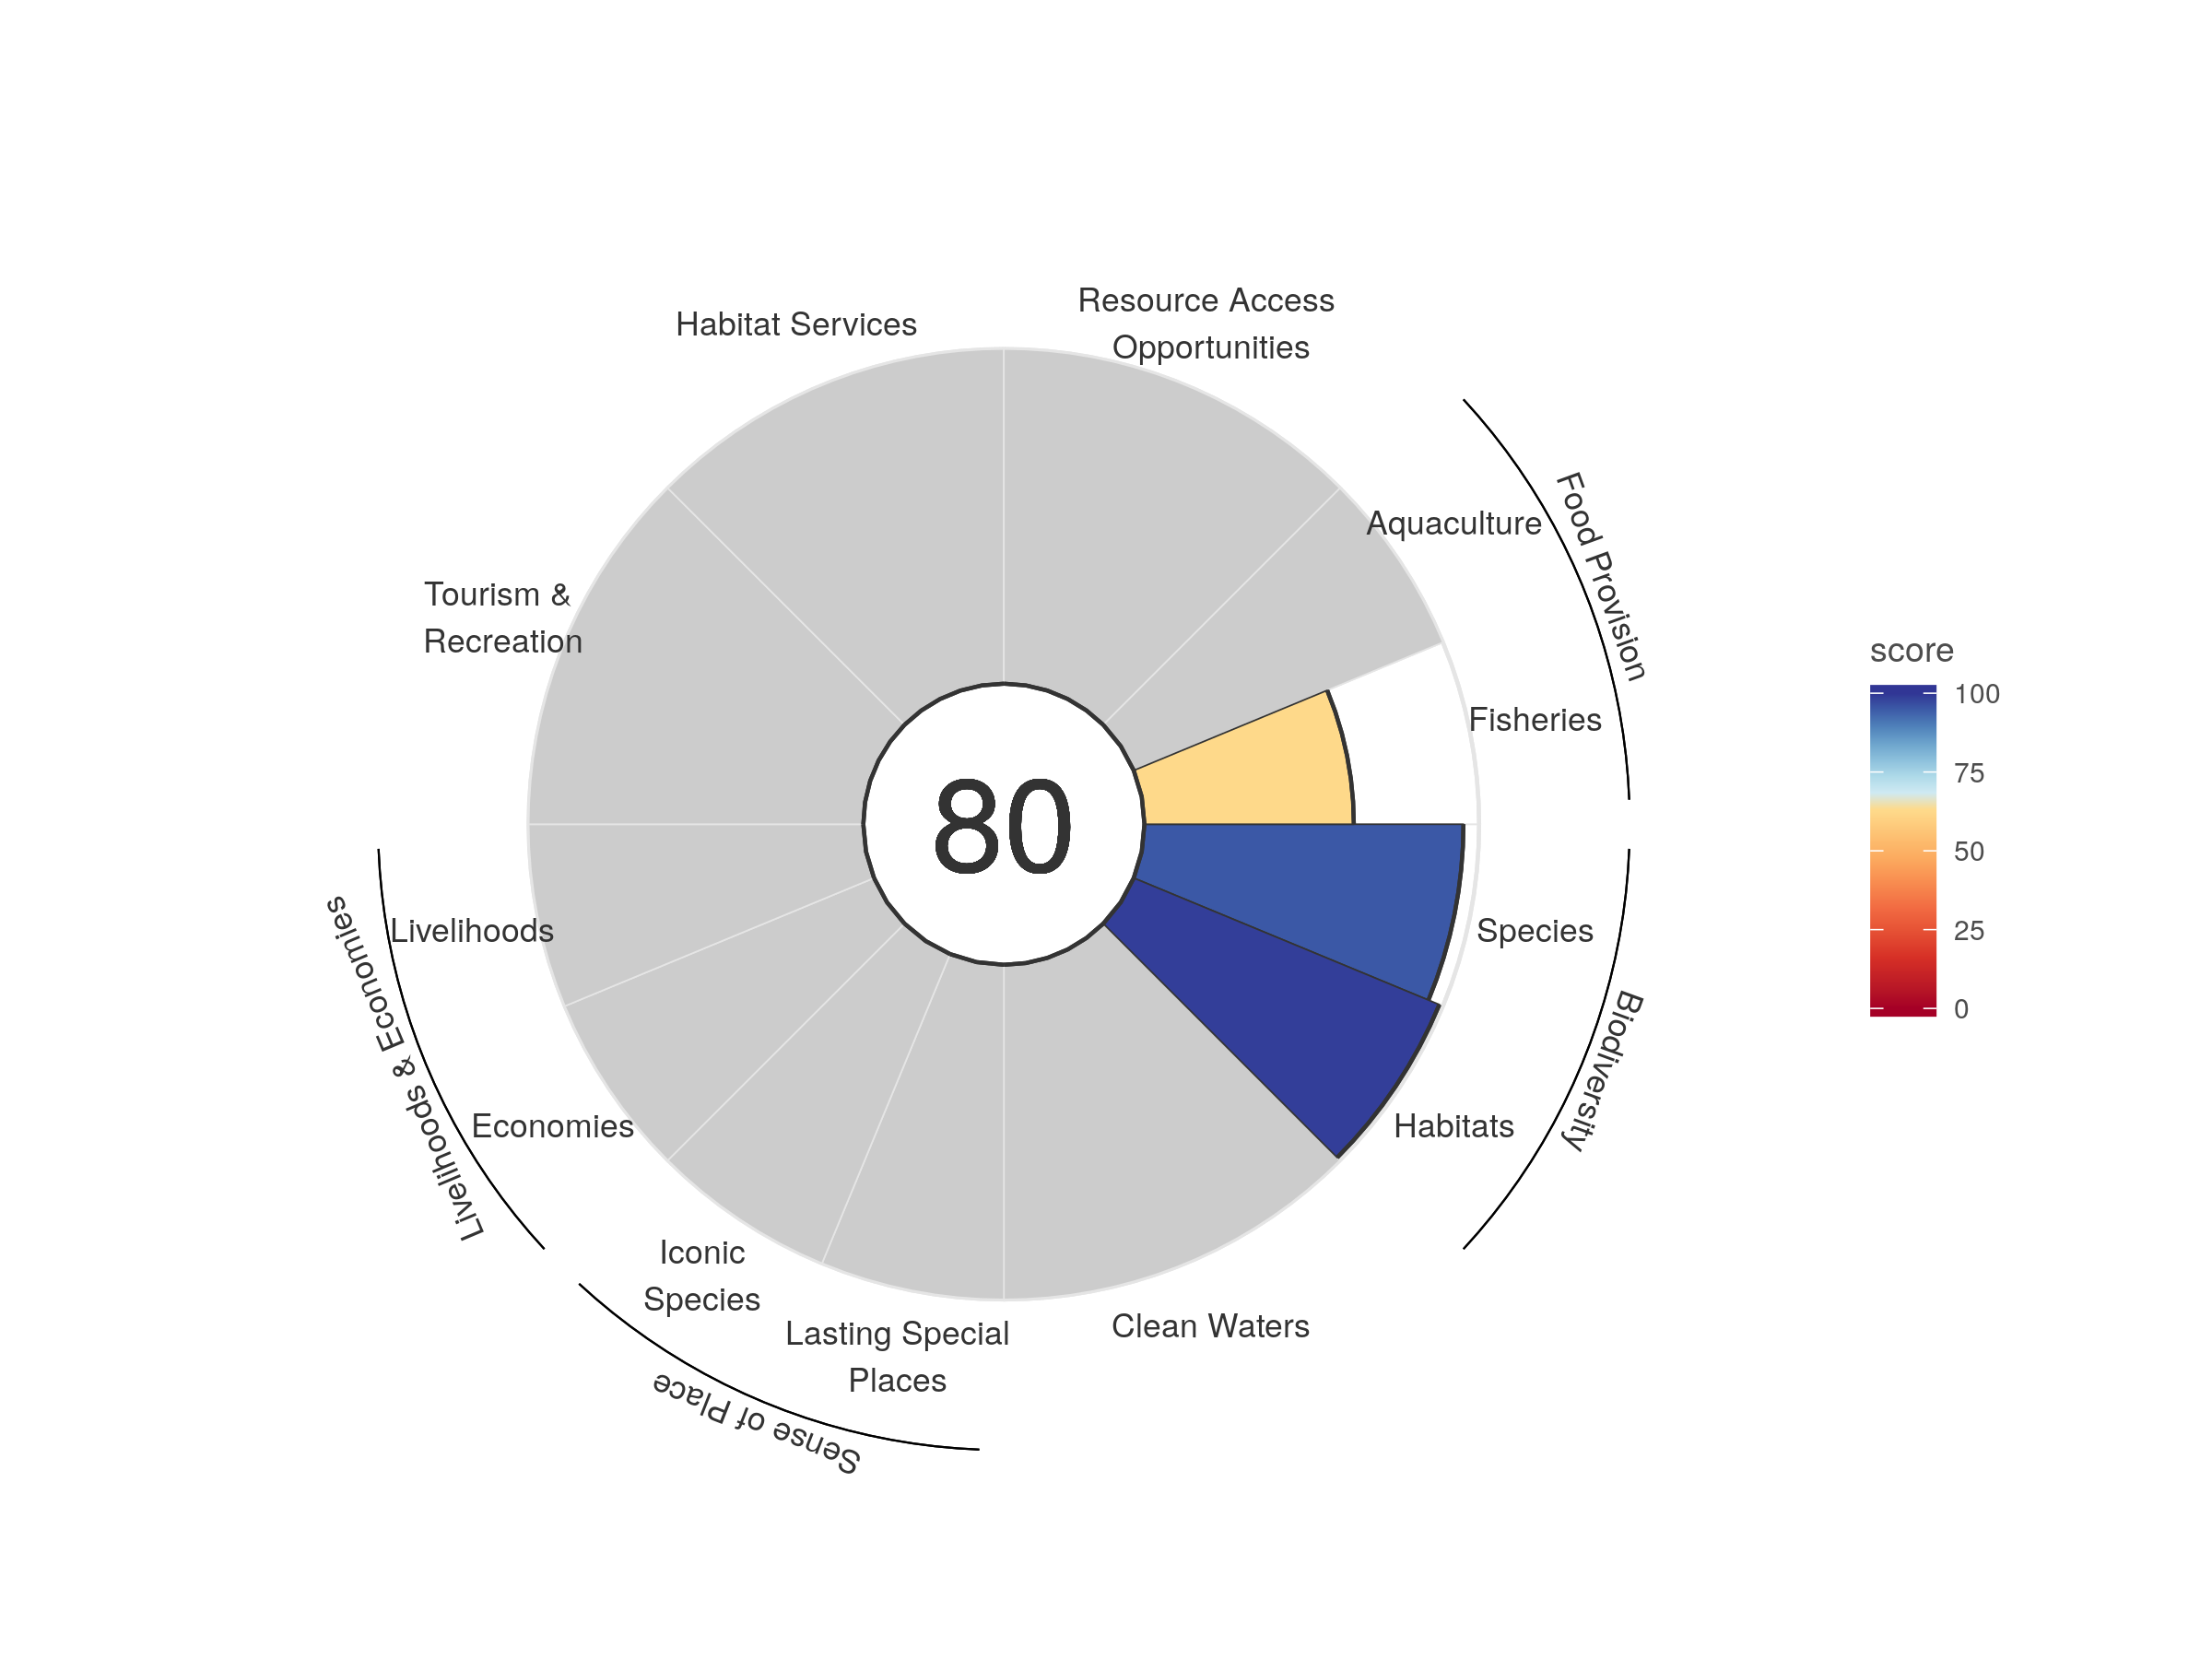 Resource Access
Opportunities
Habitat Services
Aquaculture
Food Provision
Tourism &
Recreation
Fisheries
score
100
75
50
25
0
80
Livelihoods
Species
Livelihoods & Economies
Biodiversity
Economies
Habitats
Iconic
Species
Lasting Special
Places
Clean Waters
Sense of Place